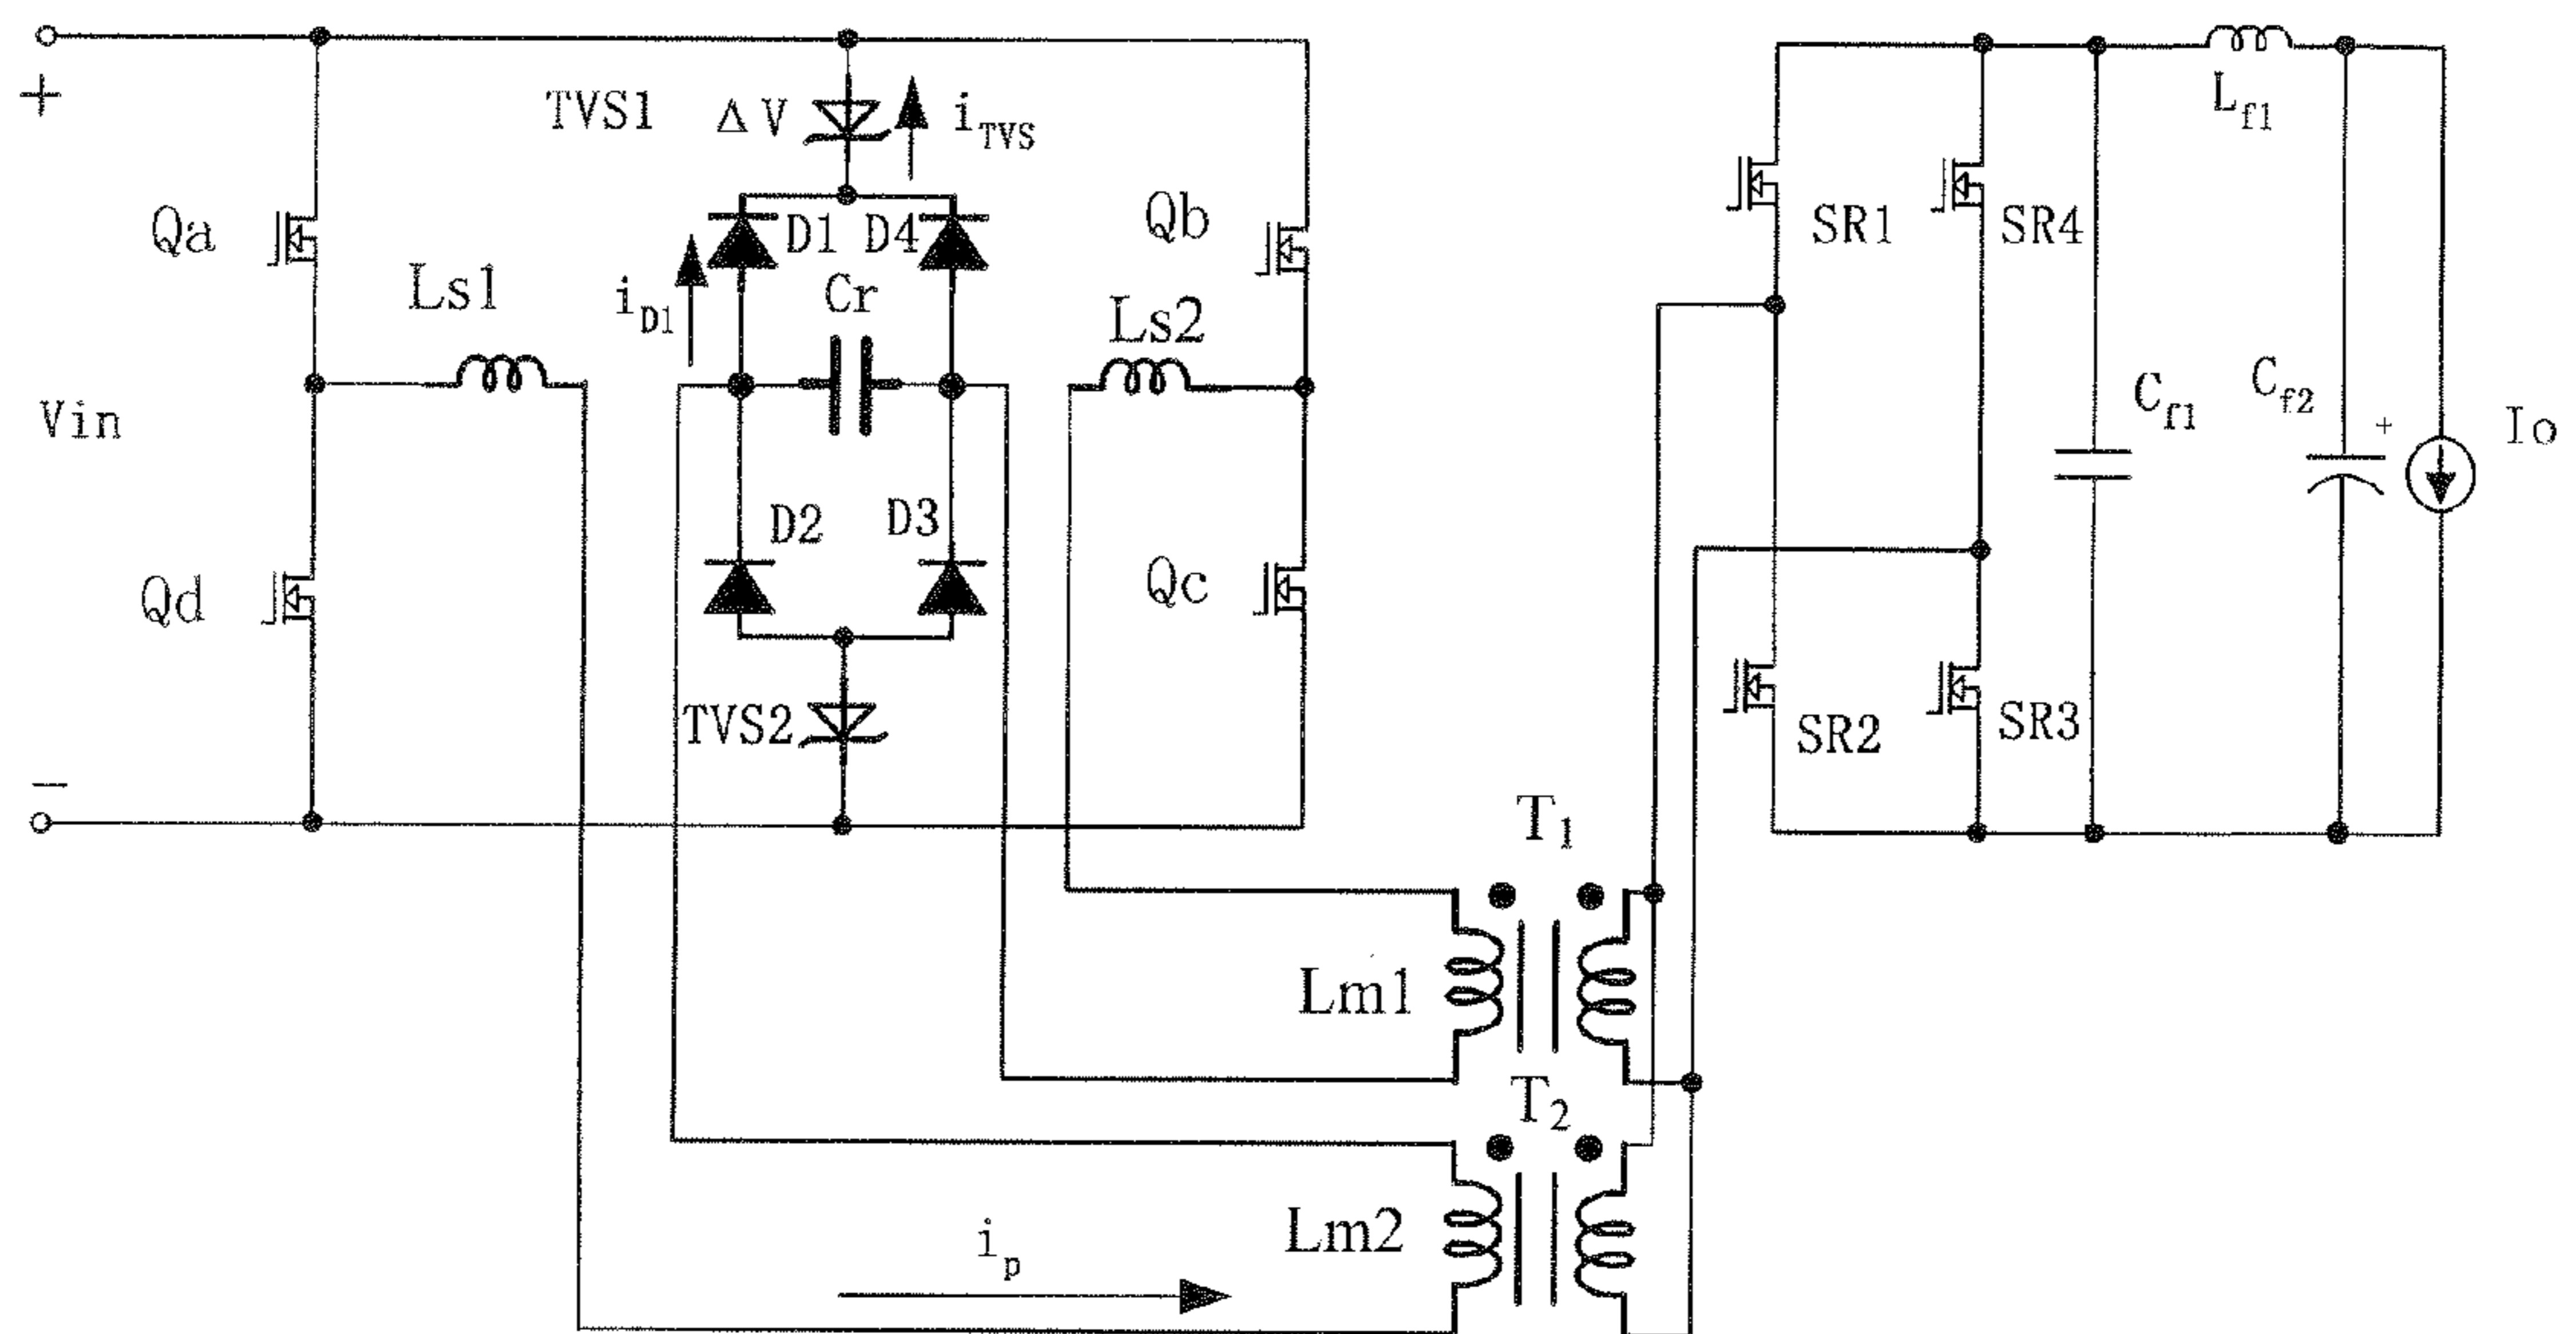 +
TVS1
ΔV
i_TVS
L_f1
Qa
D1
D4
Qb
SR1
SR4
Ls1
i_D1
Cr
Ls2
Vin
C_f1
C_f2
+
Io
D2
D3
Qd
Qc
TVS2
SR2
SR3
−
T_1
Lm1
T_2
Lm2
i_p